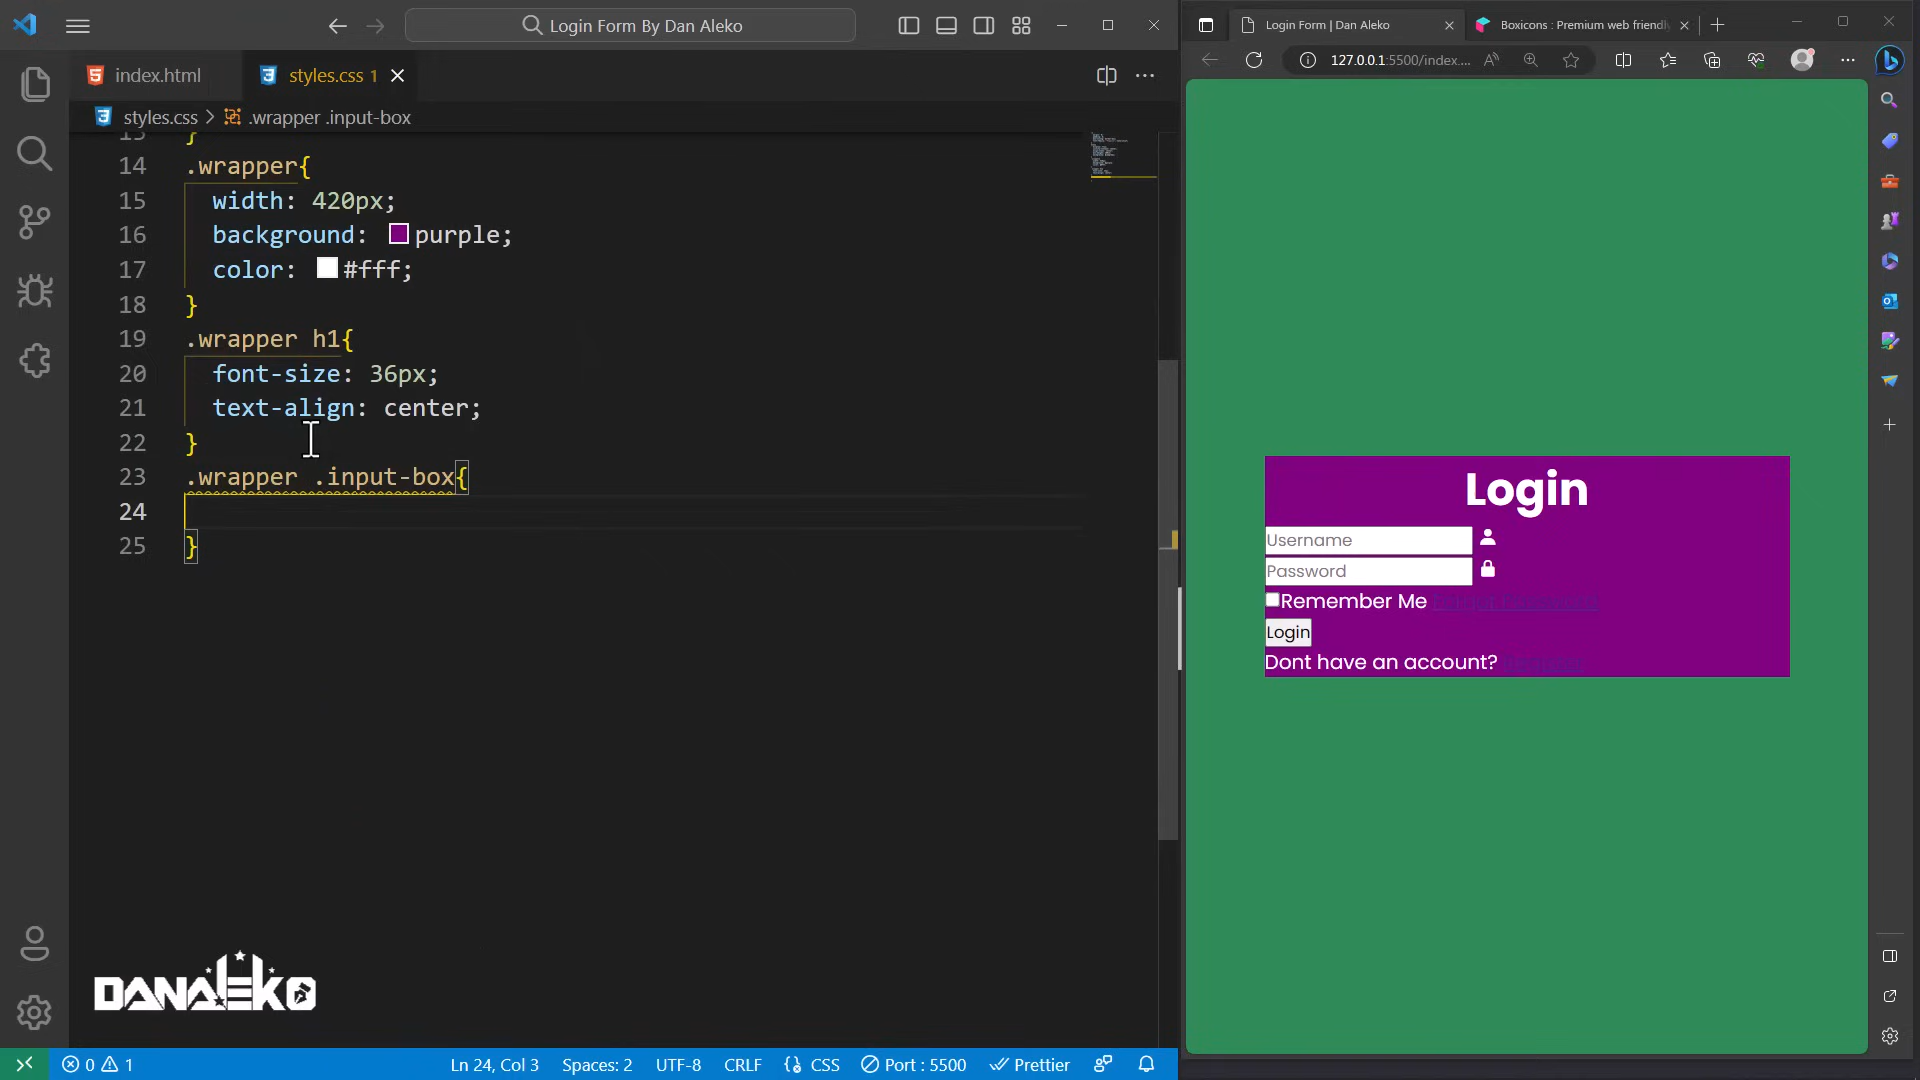 Login Form By Dan Aleko
index.html
styles.css 1
styles.css > .wrapper .input-box
13 }
14 .wrapper{
15 width: 420px;
16 background: purple;
17 color: #fff;
18 }
19 .wrapper h1{
20 font-size: 36px;
21 text-align: center;
22 }
23 .wrapper .input-box{
24
25 }
DANALEKO
0 1
Ln 24, Col 3
Spaces: 2
UTF-8
CRLF
CSS
Port : 5500
Prettier
Login Form | Dan Aleko
Boxicons : Premium web friendly
127.0.0.1:5500/index....
Login
Username
Password
Remember Me
Login
Dont have an account?